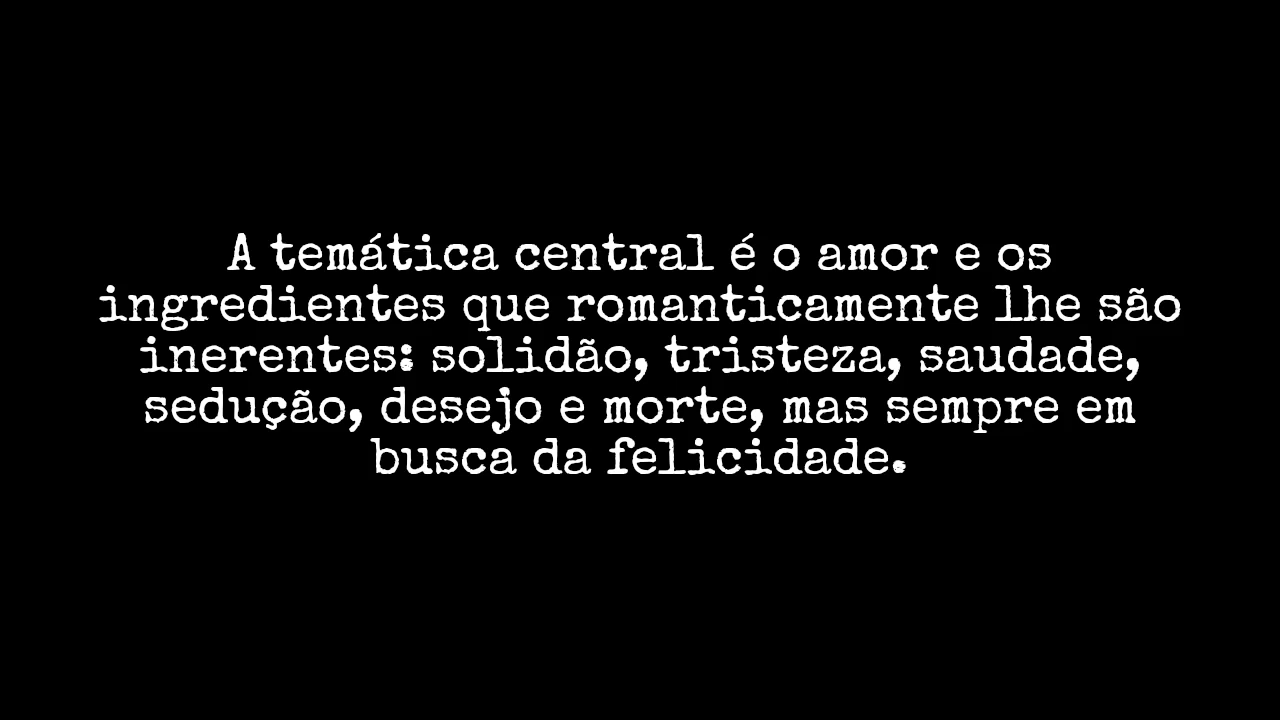 A temática central é o amor e os
ingredientes que romanticamente lhe são
inerentes: solidão, tristeza, saudade,
sedução, desejo e morte, mas sempre em
busca da felicidade.